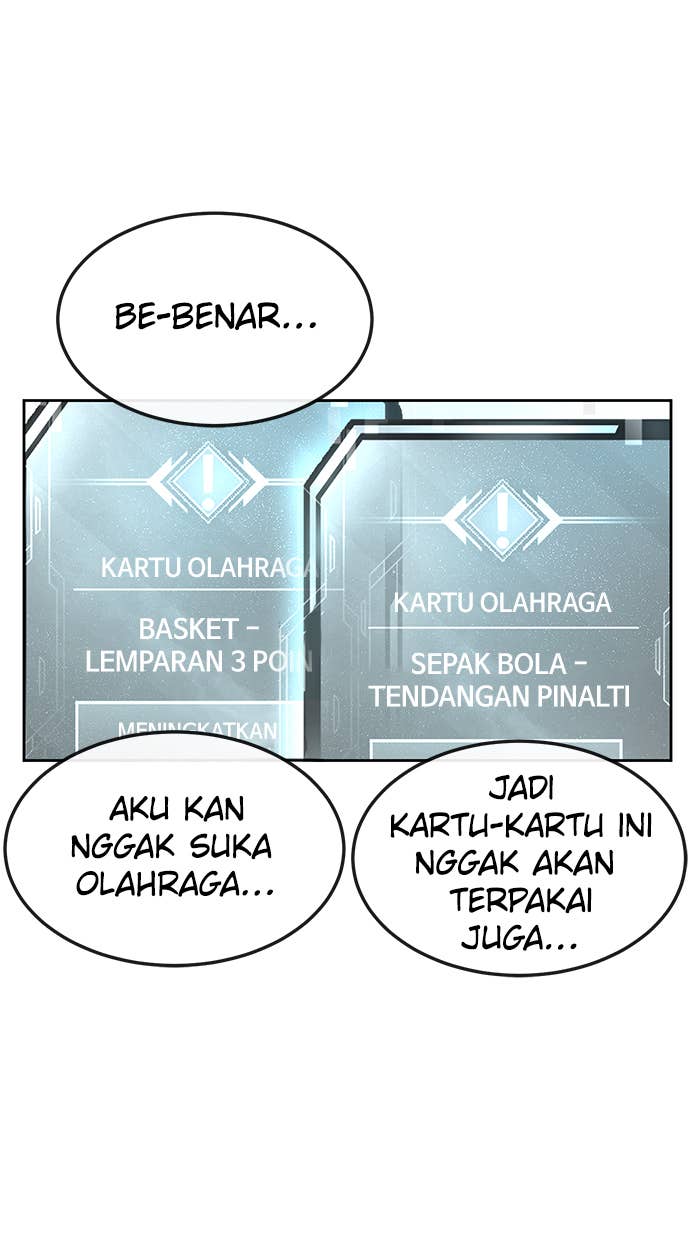 BE-BENAR...
KARTU OLAHRAGA
BASKET –
LEMPARAN 3 POIN
MENINGKATKAN
KARTU OLAHRAGA
SEPAK BOLA –
TENDANGAN PINALTI
AKU KAN
NGGAK SUKA
OLAHRAGA...
JADI
KARTU-KARTU INI
NGGAK AKAN
TERPAKAI
JUGA...